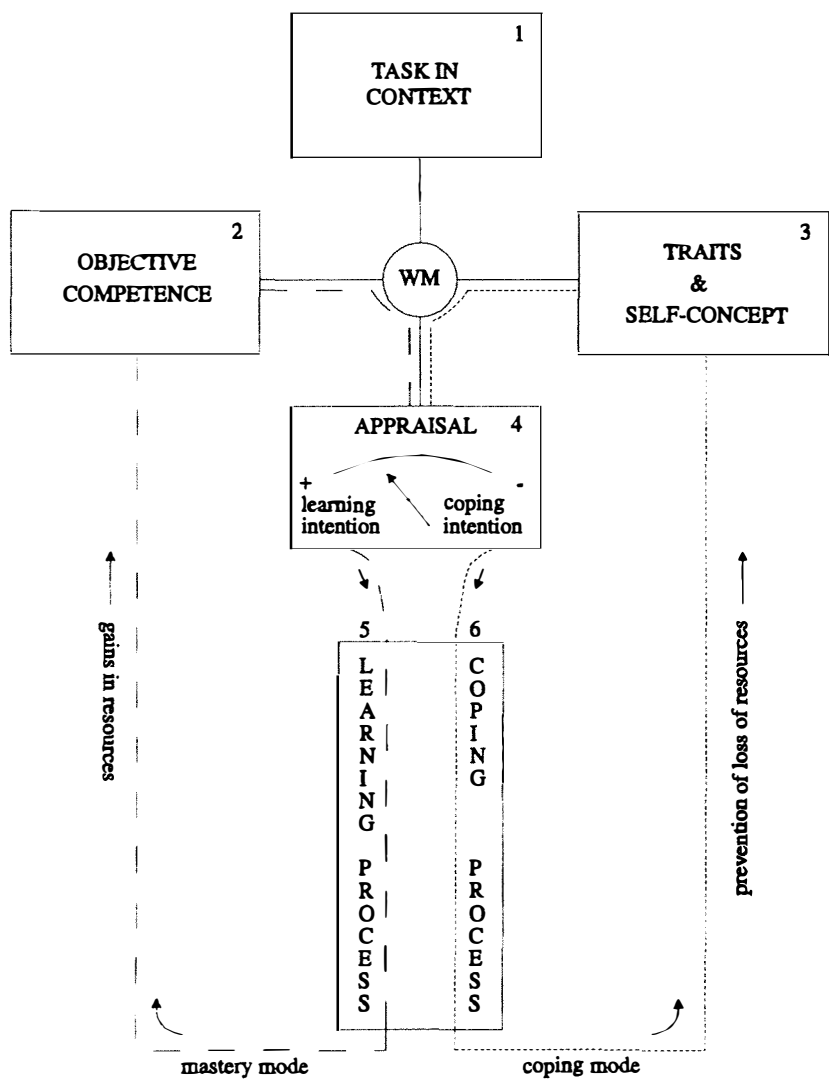 1
TASK IN
CONTEXT
2
OBJECTIVE
COMPETENCE
WM
3
TRAITS
&
SELF-CONCEPT
APPRAISAL 4
+
learning
intention
-
coping
intention
gains in resources
5
LEARNING PROCESS
6
COPING PROCESS
prevention of loss of resources
mastery mode
coping mode